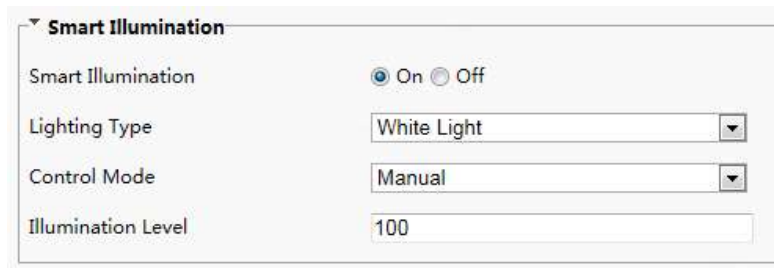 Smart Illumination
Smart Illumination On Off
Lighting Type White Light
Control Mode Manual
Illumination Level 100